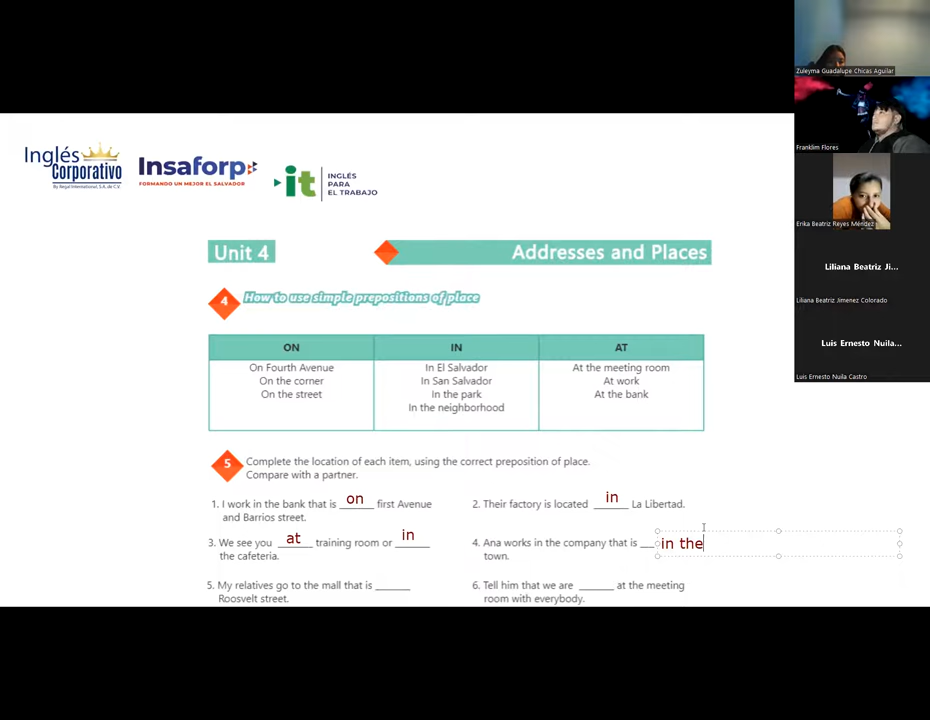 Zuleyma Guadalupe Chicas Aguilar
Franklim Flores
Erika Beatriz Reyes Méndez
Liliana Beatriz Ji...
Liliana Beatriz Jimenez Colorado
Luis Ernesto Nuila...
Luis Ernesto Nuila Castro
Inglés
Corporativo
By Regal International, S.A. de C.V.
Insaforp
FORMANDO UN MEJOR EL SALVADOR
it
INGLÉS
PARA
EL TRABAJO
Unit 4
Addresses and Places
4 How to use simple prepositions of place
ON IN AT
On Fourth Avenue In El Salvador At the meeting room
On the corner In San Salvador At work
On the street In the park At the bank
In the neighborhood
5 Complete the location of each item, using the correct preposition of place.
Compare with a partner.
1. I work in the bank that is on first Avenue
and Barrios street.
2. Their factory is located in La Libertad.
3. We see you at training room or in
the cafeteria.
4. Ana works in the company that is ___ in the
town.
5. My relatives go to the mall that is ______
Roosvelt street.
6. Tell him that we are ______ at the meeting
room with everybody.